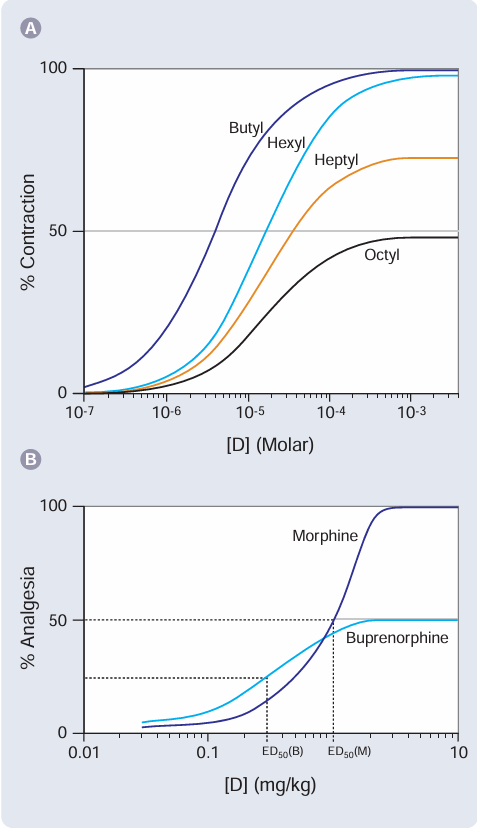 A
100
50
0
% Contraction
Butyl
Hexyl
Heptyl
Octyl
10-7
10-6
10-5
10-4
10-3
[D] (Molar)
B
100
50
0
% Analgesia
Morphine
Buprenorphine
0.01
0.1
ED50(B)
ED50(M)
10
[D] (mg/kg)